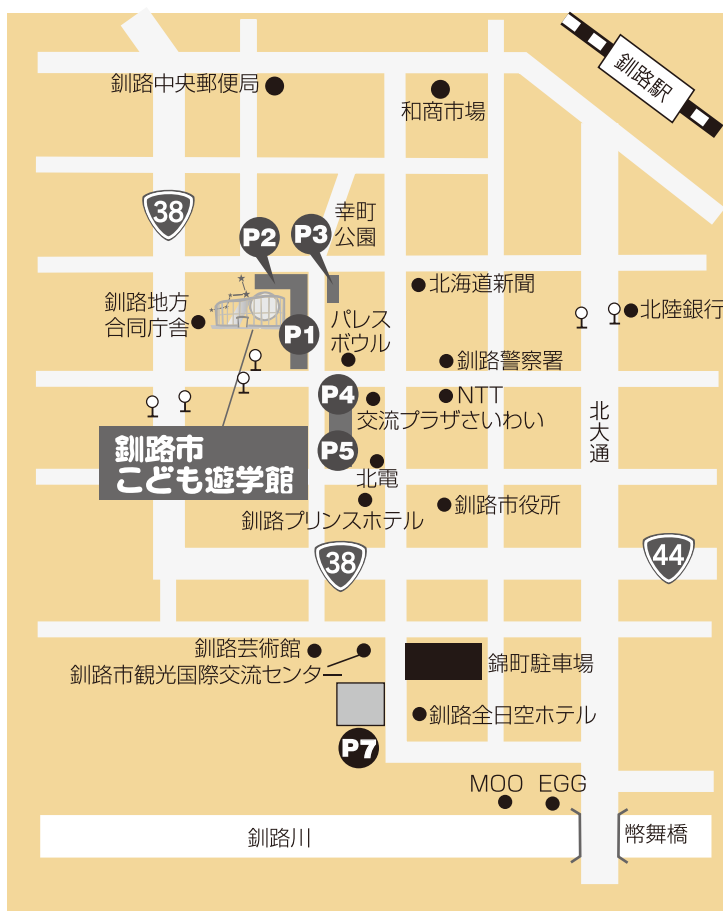 釧路駅
釧路中央郵便局
和商市場
38
P2
P3
幸町
公園
北海道新聞
釧路地方
合同庁舎
P1
パレス
ボウル
北陸銀行
釧路警察署
P4
NTT
交流プラザさいわい
北大通
釧路市
こども遊学館
P5
北電
釧路プリンスホテル
釧路市役所
38
44
釧路芸術館
釧路市観光国際交流センター
錦町駐車場
釧路全日空ホテル
P7
MOO
EGG
釧路川
幣舞橋